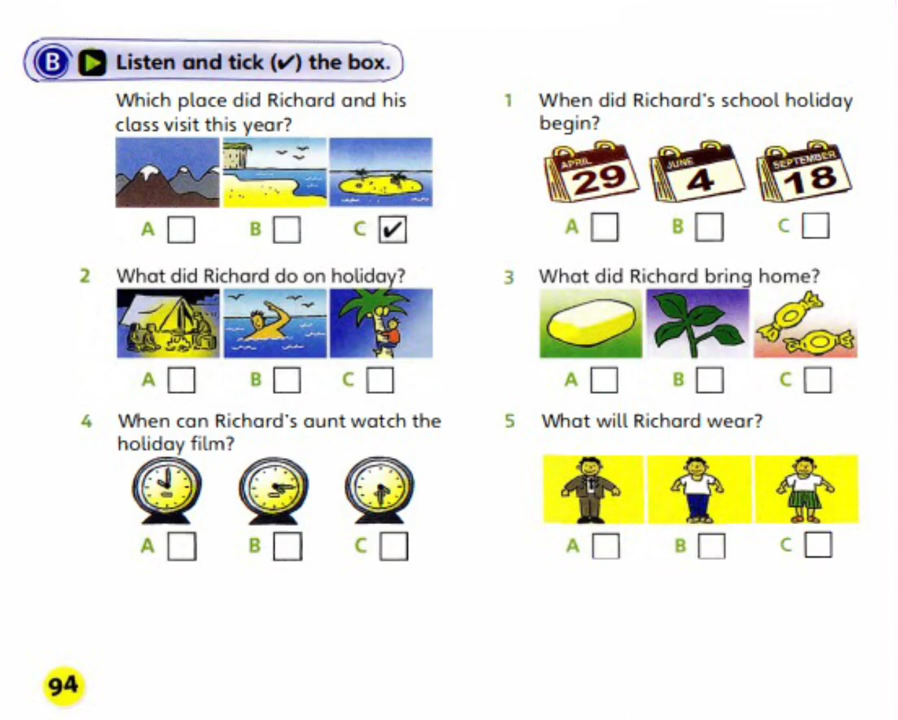 B Listen and tick (✔) the box.
Which place did Richard and his
class visit this year?
A B C ✔
1 When did Richard's school holiday
begin?
APRIL 29 JUNE 4 SEPTEMBER 18
A B C
2 What did Richard do on holiday?
A B C
3 What did Richard bring home?
A B C
4 When can Richard's aunt watch the
holiday film?
A B C
5 What will Richard wear?
A B C
94